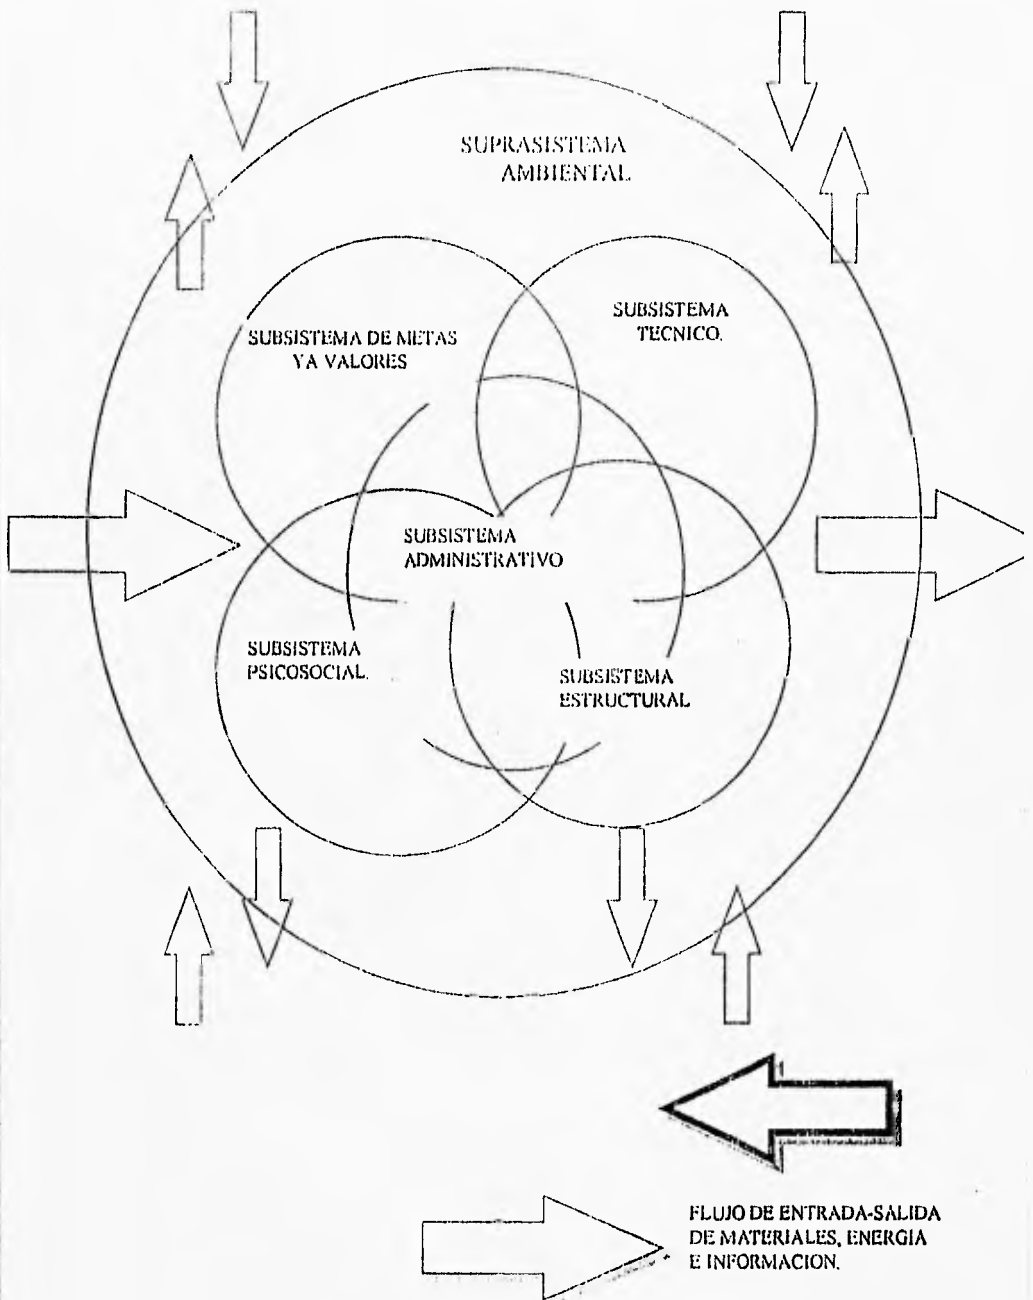 SUPRASISTEMA
AMBIENTAL
SUBSISTEMA DE METAS
YA VALORES
SUBSISTEMA
TECNICO.
SUBSISTEMA
ADMINISTRATIVO
SUBSISTEMA
PSICOSOCIAL.
SUBSISTEMA
ESTRUCTURAL
FLUJO DE ENTRADA-SALIDA
DE MATERIALES, ENERGIA
E INFORMACION.